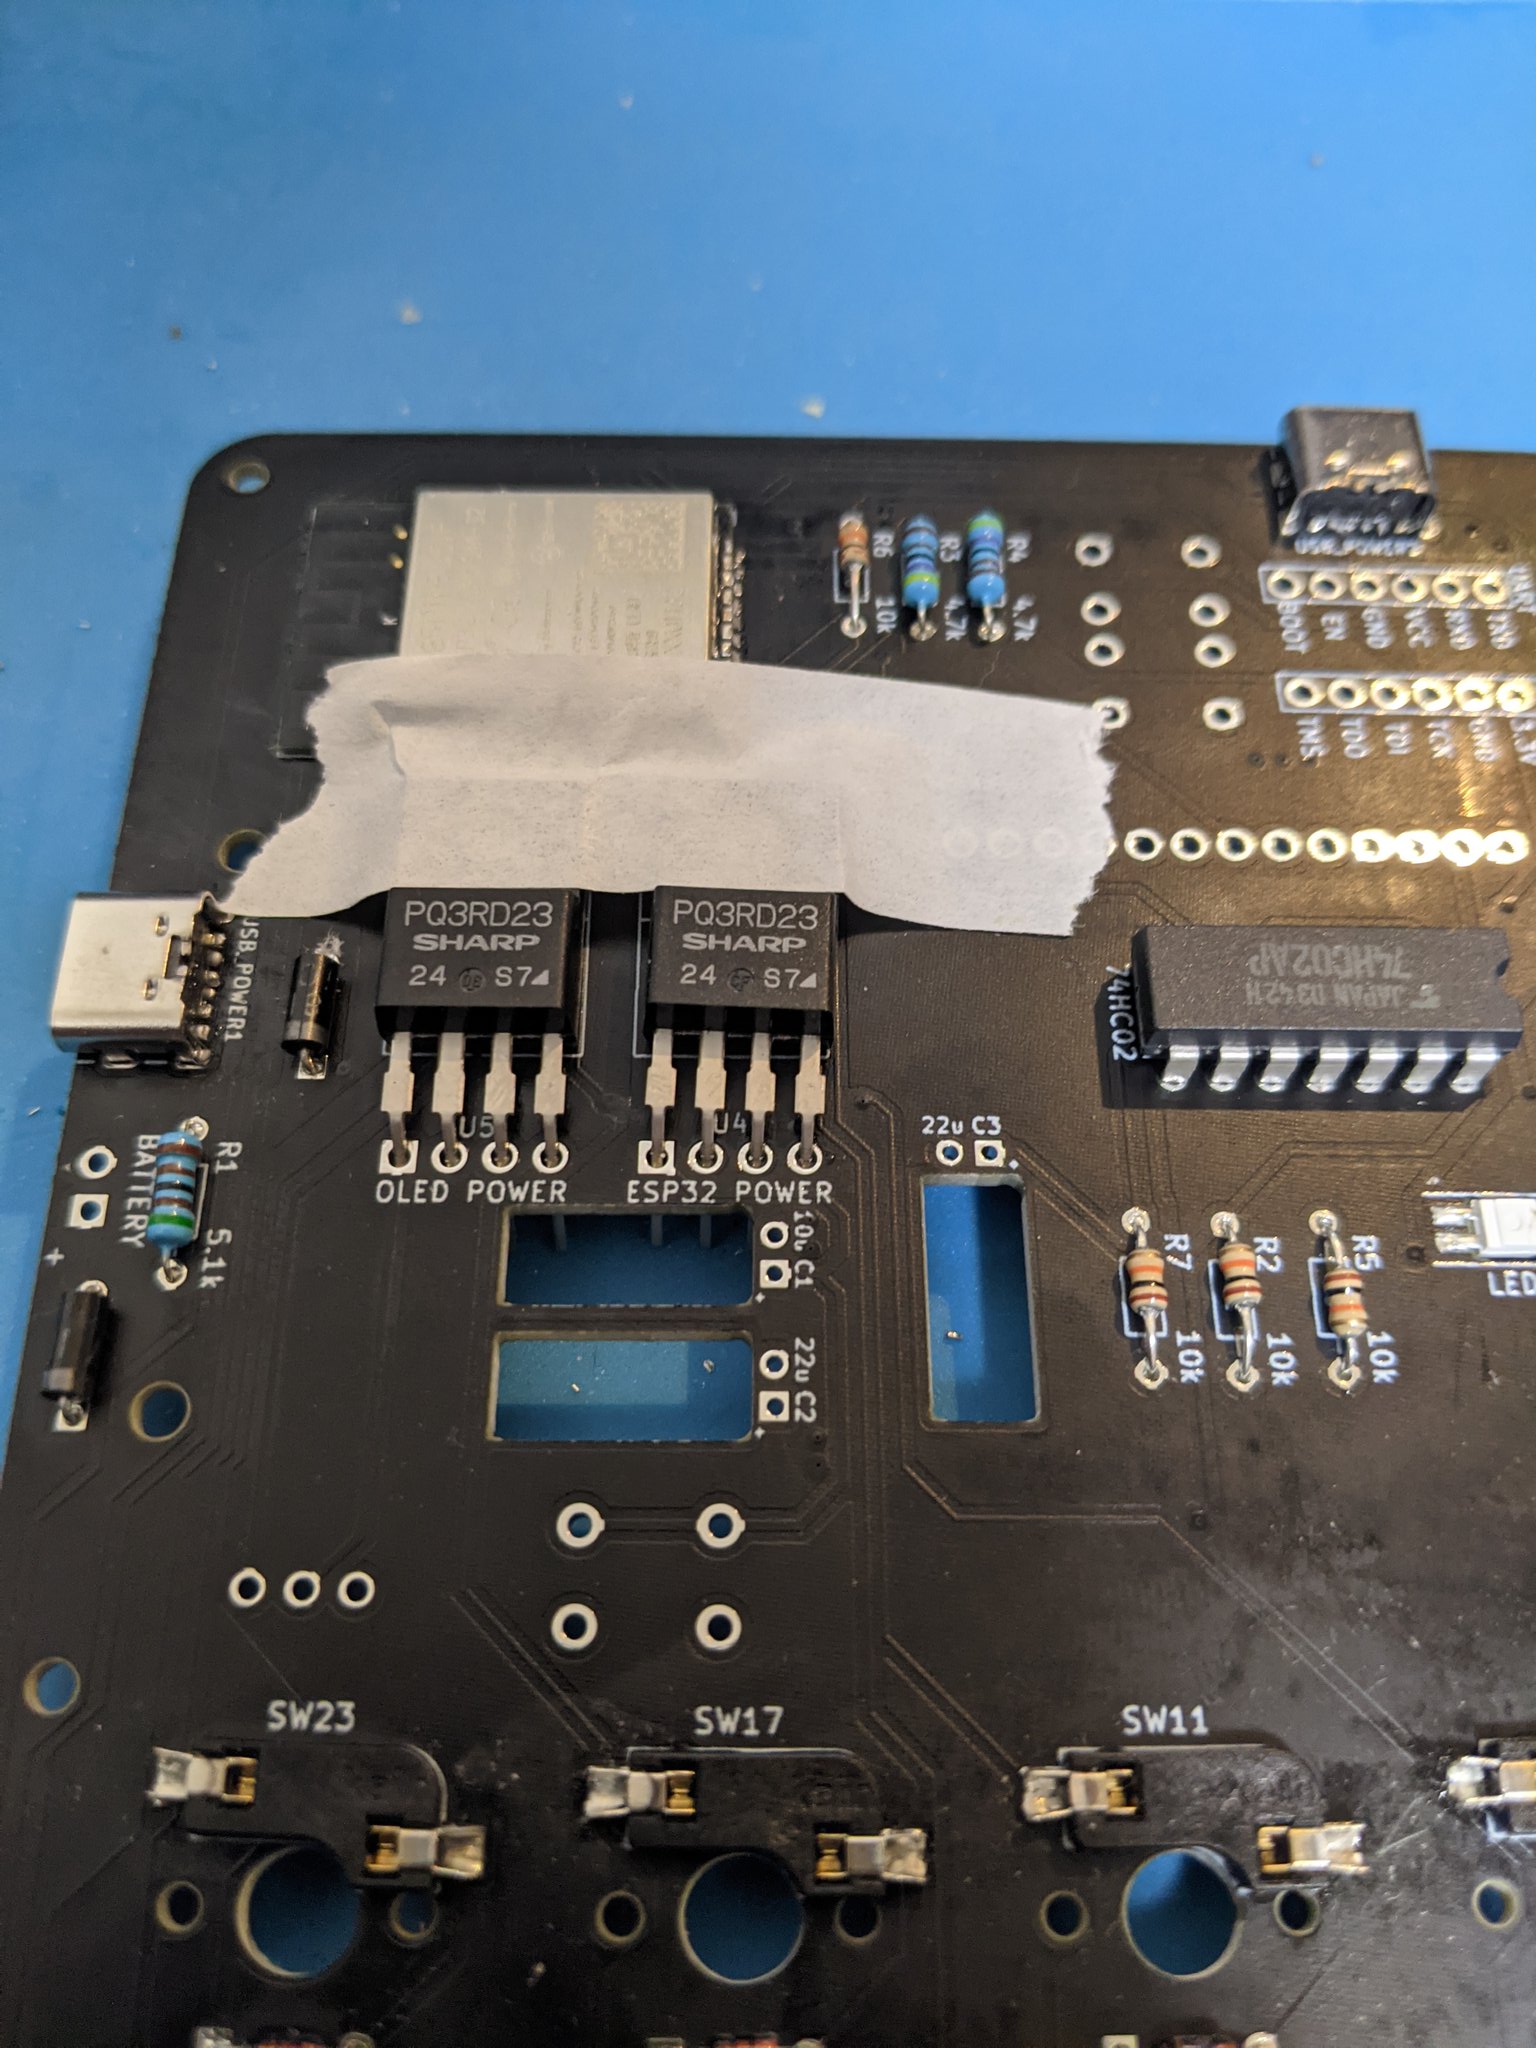 R6
10k
R3
4.7k
R4
4.7k
UART
BOOT
EN
GND
VCC
RXD
TXD
TMS
TDO
TDI
TCK
GND
3.3V
USB_POWER1
PQ3RD23
SHARP
24 S7
PQ3RD23
SHARP
24 S7
74HC02
74HC02AP
JAPAN 0342H
U5
OLED POWER
U4
ESP32 POWER
22u C3
R1
5.1k
BATTERY
+
10u C1
22u C2
R7
10k
R2
10k
R5
10k
LED
SW23
SW17
SW11